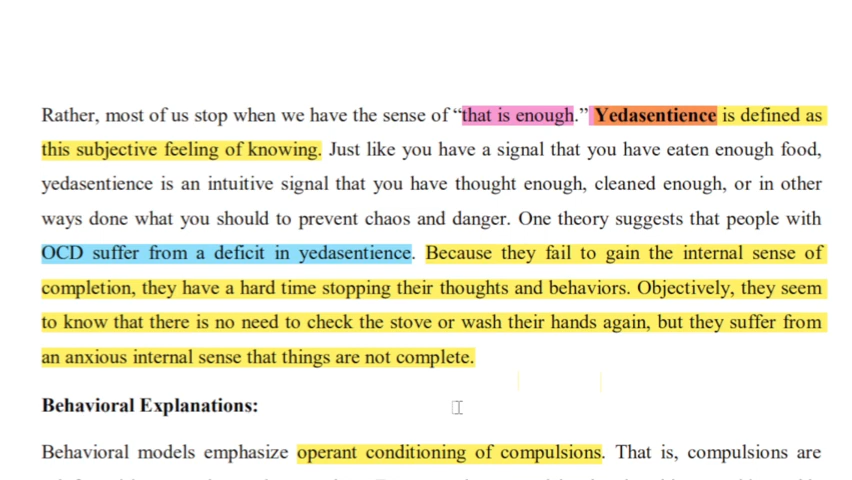 Rather, most of us stop when we have the sense of “that is enough.” Yedasentience is defined as
this subjective feeling of knowing. Just like you have a signal that you have eaten enough food,
yedasentience is an intuitive signal that you have thought enough, cleaned enough, or in other
ways done what you should to prevent chaos and danger. One theory suggests that people with
OCD suffer from a deficit in yedasentience. Because they fail to gain the internal sense of
completion, they have a hard time stopping their thoughts and behaviors. Objectively, they seem
to know that there is no need to check the stove or wash their hands again, but they suffer from
an anxious internal sense that things are not complete.
Behavioral Explanations:
Behavioral models emphasize operant conditioning of compulsions. That is, compulsions are